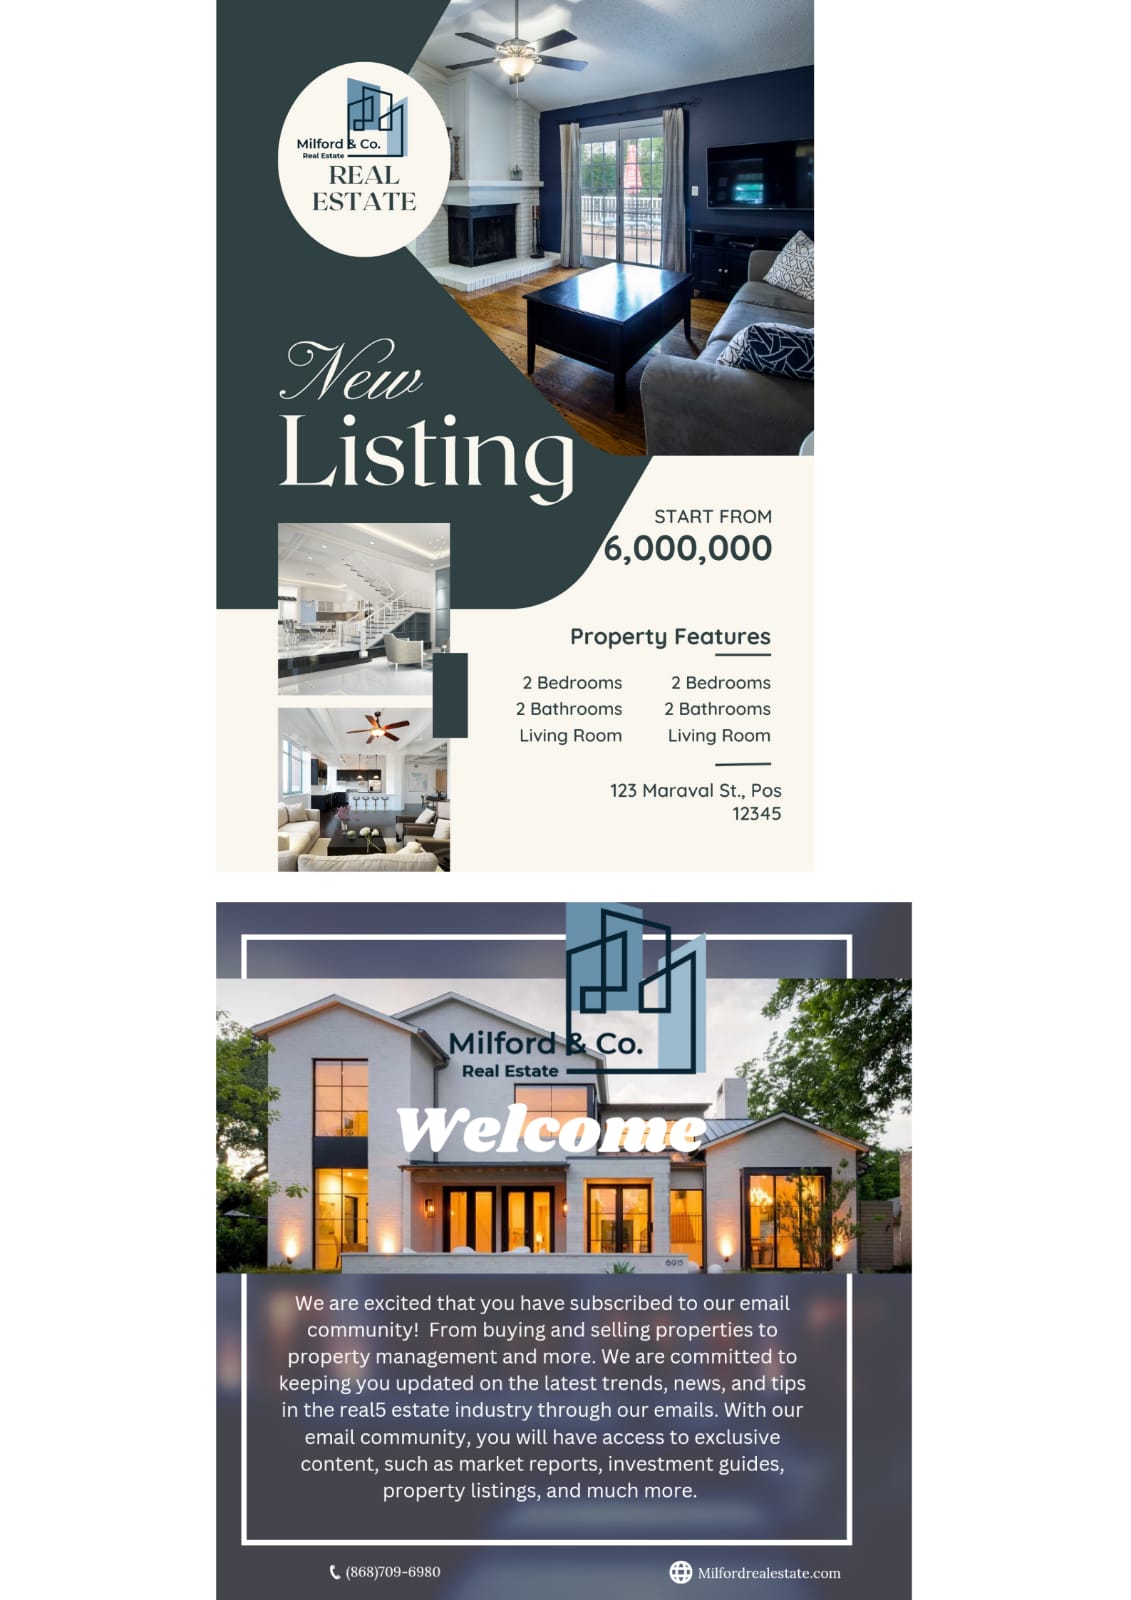 Milford & Co.
Real Estate
REAL
ESTATE
New
Listing
START FROM
6,000,000
Property Features
2 Bedrooms 2 Bedrooms
2 Bathrooms 2 Bathrooms
Living Room Living Room
123 Maraval St., Pos
12345
Milford & Co.
Real Estate
Welcome
6915
We are excited that you have subscribed to our email
community! From buying and selling properties to
property management and more. We are committed to
keeping you updated on the latest trends, news, and tips
in the real5 estate industry through our emails. With our
email community, you will have access to exclusive
content, such as market reports, investment guides,
property listings, and much more.
(868)709-6980 Milfordrealestate.com